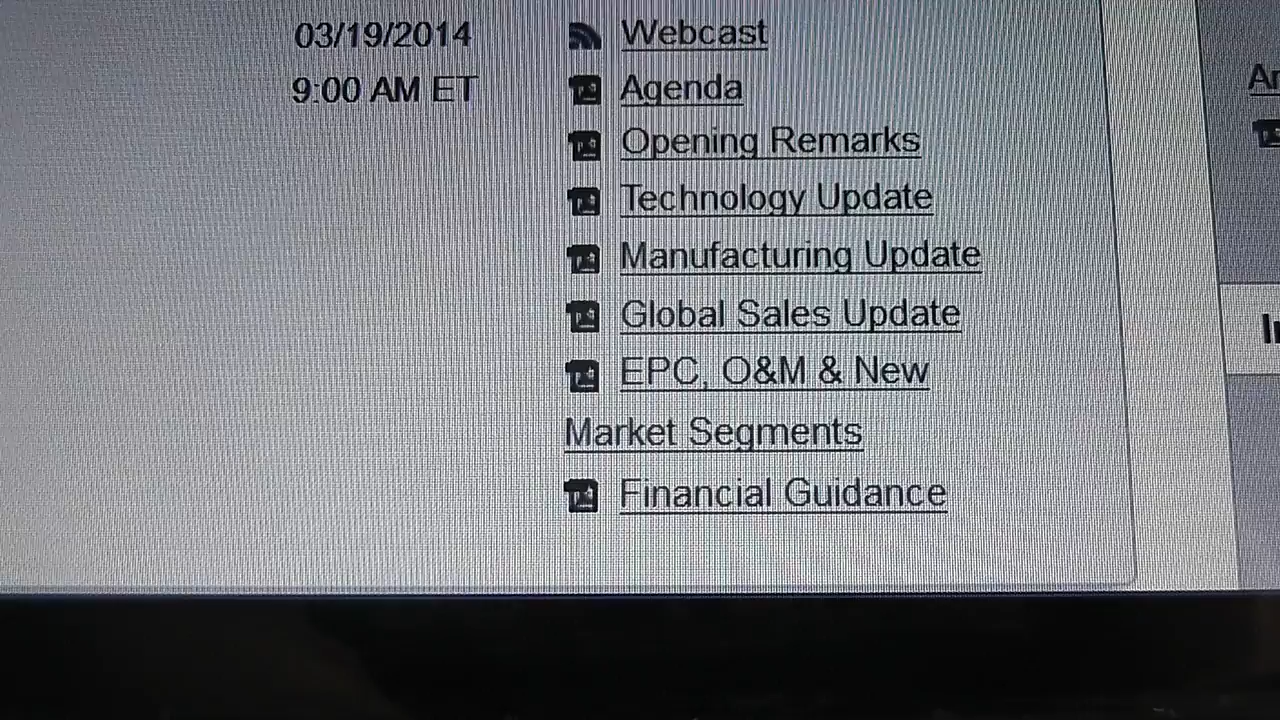 03/19/2014
9:00 AM ET
Webcast
Agenda
Opening Remarks
Technology Update
Manufacturing Update
Global Sales Update
EPC, O&M & New
Market Segments
Financial Guidance